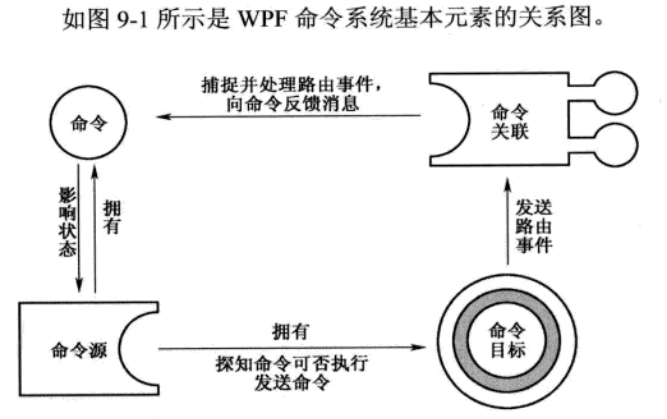 如图 9-1 所示是 WPF 命令系统基本元素的关系图。
捕捉并处理路由事件，
向命令反馈消息
命令
命令
关联
影响状态
拥有
发送
路由
事件
命令源
拥有
探知命令可否执行
发送命令
命令
目标